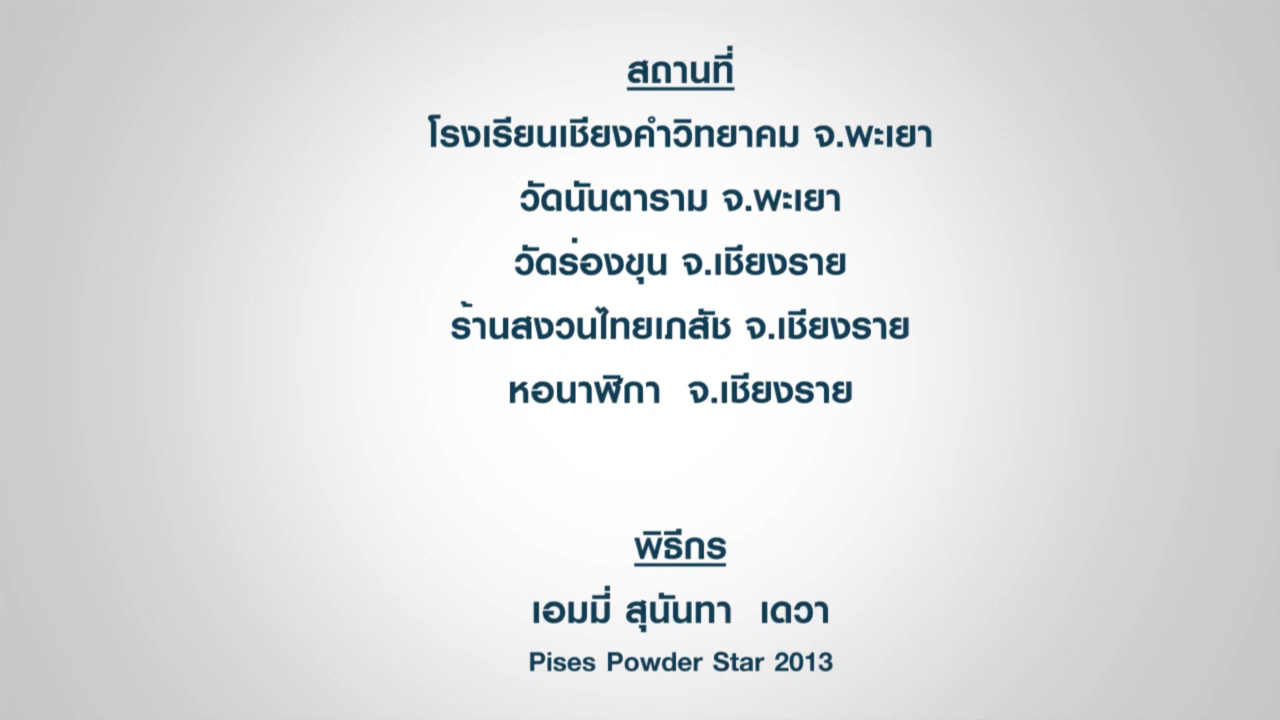 สถานที่
โรงเรียนเชียงคำวิทยาคม จ.พะเยา
วัดนันตาราม จ.พะเยา
วัดร่องขุน จ.เชียงราย
ร้านสงวนไทยเภสัช จ.เชียงราย
หอนาฬิกา จ.เชียงราย
พิธีกร
เอมมี่ สุนันทา เดวา
Pises Powder Star 2013